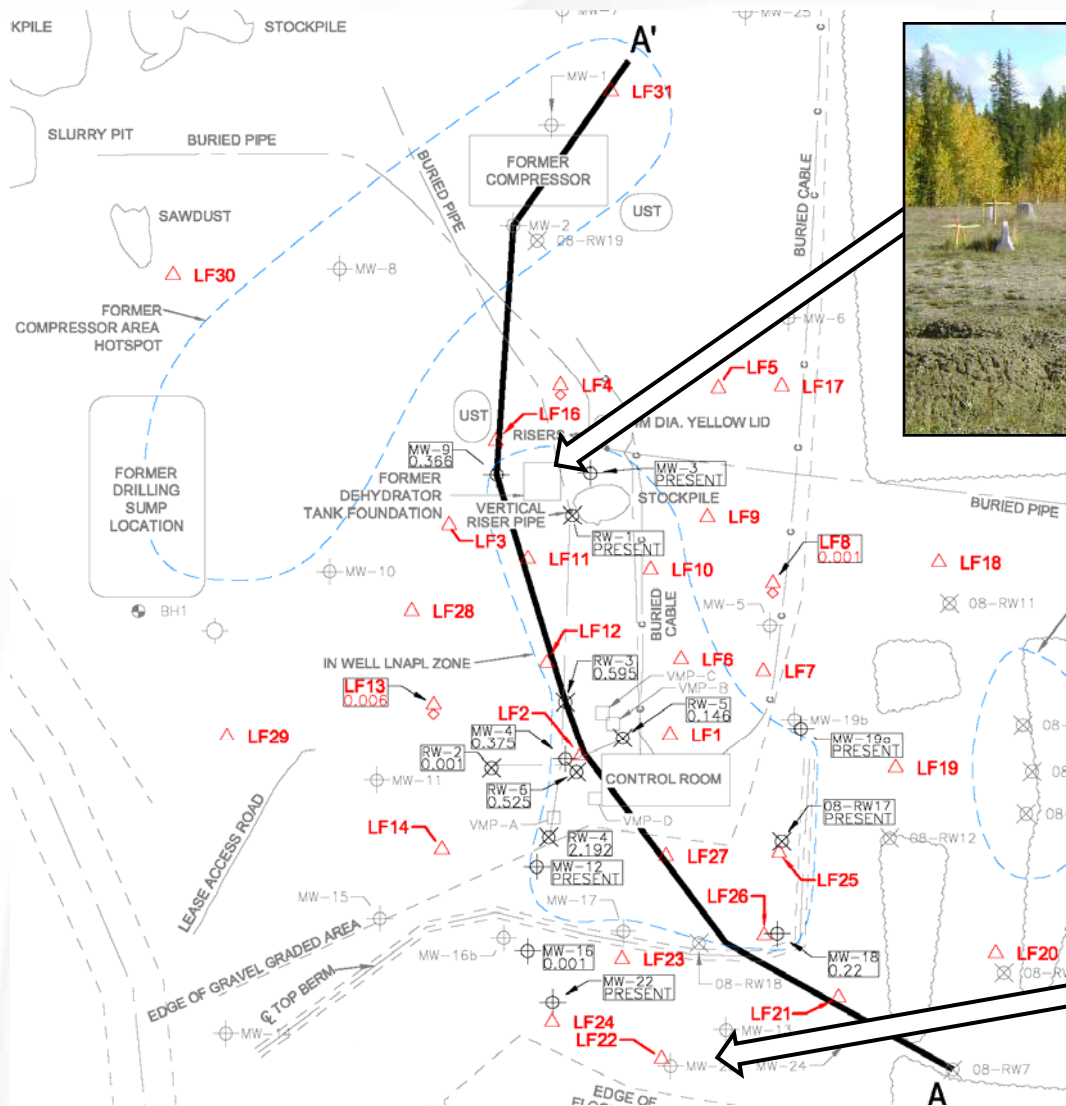 KPILE
STOCKPILE
MW-7
MW-25
A'
MW-1
LF31
SLURRY PIT
BURIED PIPE
FORMER
COMPRESSOR
BURIED PIPE
C
UST
SAWDUST
MW-2
08-RW19
BURIED CABLE
LF30
MW-8
FORMER
COMPRESSOR AREA
HOTSPOT
MW-6
LF4
LF5
LF17
UST
LF16
RISERS
M DIA. YELLOW LID
MW-9
0.366
MW-3
PRESENT
FORMER
DRILLING
SUMP
LOCATION
FORMER
DEHYDRATOR
TANK FOUNDATION
VERTICAL
RISER PIPE
STOCKPILE
BURIED PIPE
LF3
RW-1
PRESENT
LF9
LF11
LF10
LF8
0.001
LF18
MW-10
BH1
LF28
BURIED
CABLE
MW-5
08-RW11
LF12
IN WELL LNAPL ZONE
RW-3
0.595
LF6
LF7
LF13
0.006
VMP-C
VMP-B
RW-5
0.146
MW-19b
LF2
LF1
MW-19a
PRESENT
LF29
MW-4
0.375
RW-2
0.001
08-
LF19
MW-11
CONTROL ROOM
08-
RW-6
0.525
VMP-A
VMP-D
08-RW17
PRESENT
08-
LF14
RW-4
2.192
08-RW12
LF27
LF25
MW-12
PRESENT
LEASE ACCESS ROAD
MW-15
MW-17
LF26
MW-16b
MW-16
0.001
LF23
MW-18
0.22
LF20
EDGE OF GRAVEL GRADED AREA
℄ TOP BERM
08-RW18
MW-22
PRESENT
LF21
LF24
LF22
MW-13
MW-24
08-RW7
EDGE OF
A